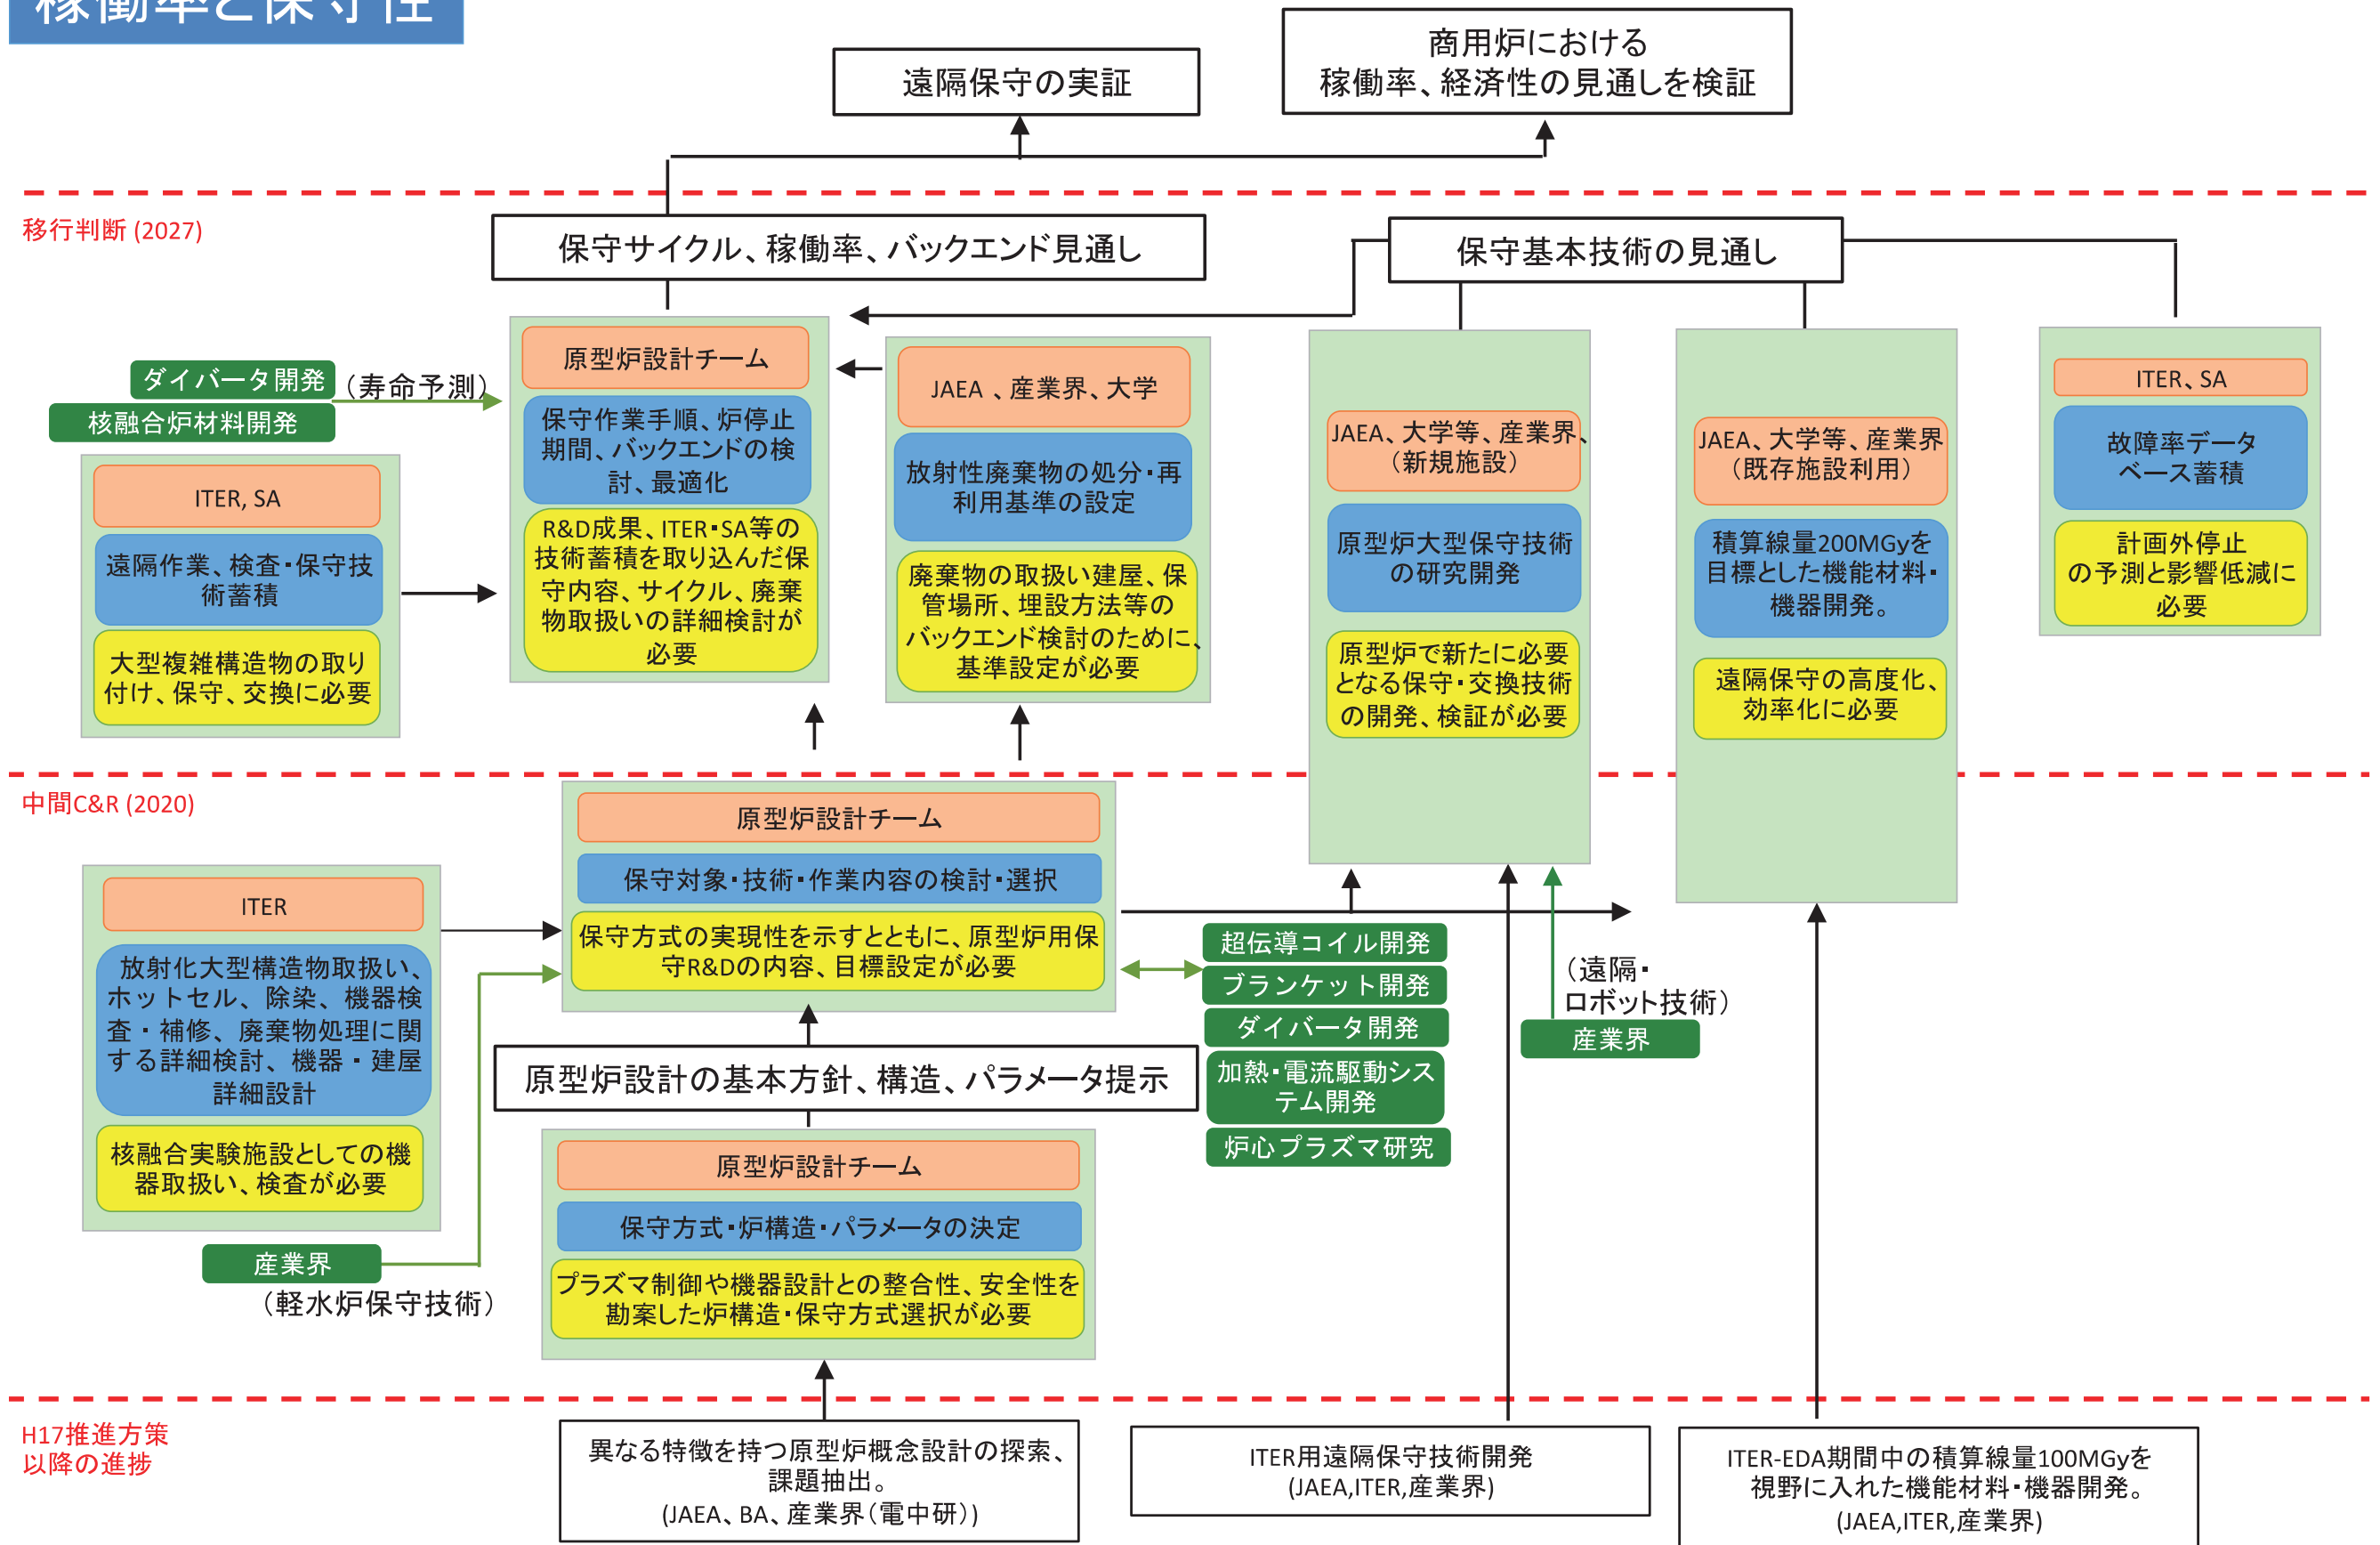 稼働率と保守性
遠隔保守の実証
商用炉における
稼働率、経済性の見通しを検証
移行判断 (2027)
保守サイクル、稼働率、バックエンド見通し
保守基本技術の見通し
ダイバータ開発
核融合炉材料開発
（寿命予測）
ITER, SA
遠隔作業、検査・保守技
術蓄積
大型複雑構造物の取り
付け、保守、交換に必要
原型炉設計チーム
保守作業手順、炉停止
期間、バックエンドの検
討、最適化
R&D成果、ITER・SA等の
技術蓄積を取り込んだ保
守内容、サイクル、廃棄
物取扱いの詳細検討が
必要
JAEA 、産業界、大学
放射性廃棄物の処分・再
利用基準の設定
廃棄物の取扱い建屋、保
管場所、埋設方法等の
バックエンド検討のために、
基準設定が必要
JAEA、大学等、産業界、
（新規施設）
原型炉大型保守技術
の研究開発
原型炉で新たに必要
となる保守・交換技術
の開発、検証が必要
JAEA、大学等、産業界
（既存施設利用）
積算線量200MGyを
目標とした機能材料・
機器開発。
遠隔保守の高度化、
効率化に必要
ITER、SA
故障率データ
ベース蓄積
計画外停止
の予測と影響低減に
必要
中間C&R (2020)
原型炉設計チーム
保守対象・技術・作業内容の検討・選択
保守方式の実現性を示すとともに、原型炉用保
守R&Dの内容、目標設定が必要
ITER
放射化大型構造物取扱い、
ホットセル、除染、機器検
査・補修、廃棄物処理に関
する詳細検討、機器・建屋
詳細設計
核融合実験施設としての機
器取扱い、検査が必要
産業界
（軽水炉保守技術）
超伝導コイル開発
ブランケット開発
ダイバータ開発
加熱・電流駆動シス
テム開発
炉心プラズマ研究
（遠隔・
ロボット技術）
産業界
原型炉設計の基本方針、構造、パラメータ提示
原型炉設計チーム
保守方式・炉構造・パラメータの決定
プラズマ制御や機器設計との整合性、安全性を
勘案した炉構造・保守方式選択が必要
H17推進方策
以降の進捗
異なる特徴を持つ原型炉概念設計の探索、
課題抽出。
(JAEA、BA、産業界（電中研）)
ITER用遠隔保守技術開発
(JAEA,ITER,産業界)
ITER-EDA期間中の積算線量100MGyを
視野に入れた機能材料・機器開発。
(JAEA,ITER,産業界)